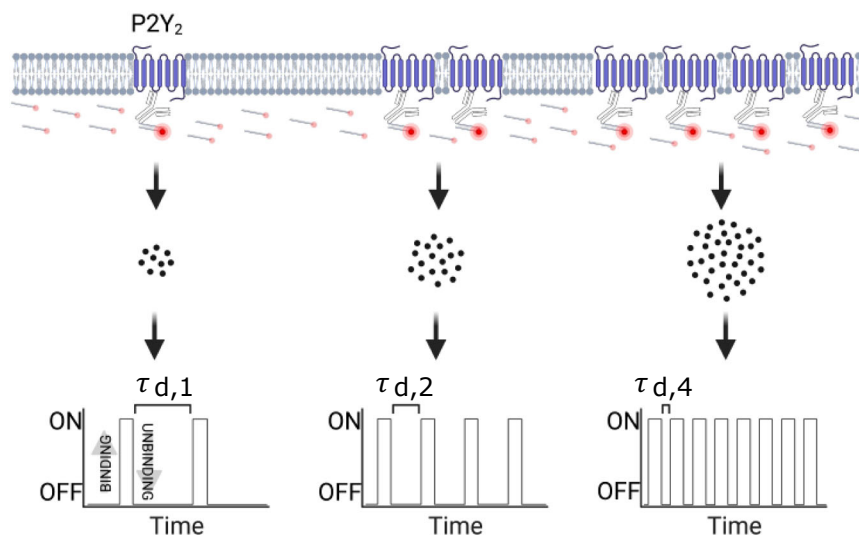 P2Y₂
τ d,1
τ d,2
τ d,4
ON
BINDING
UNBINDING
OFF
Time
ON
OFF
Time
ON
OFF
Time